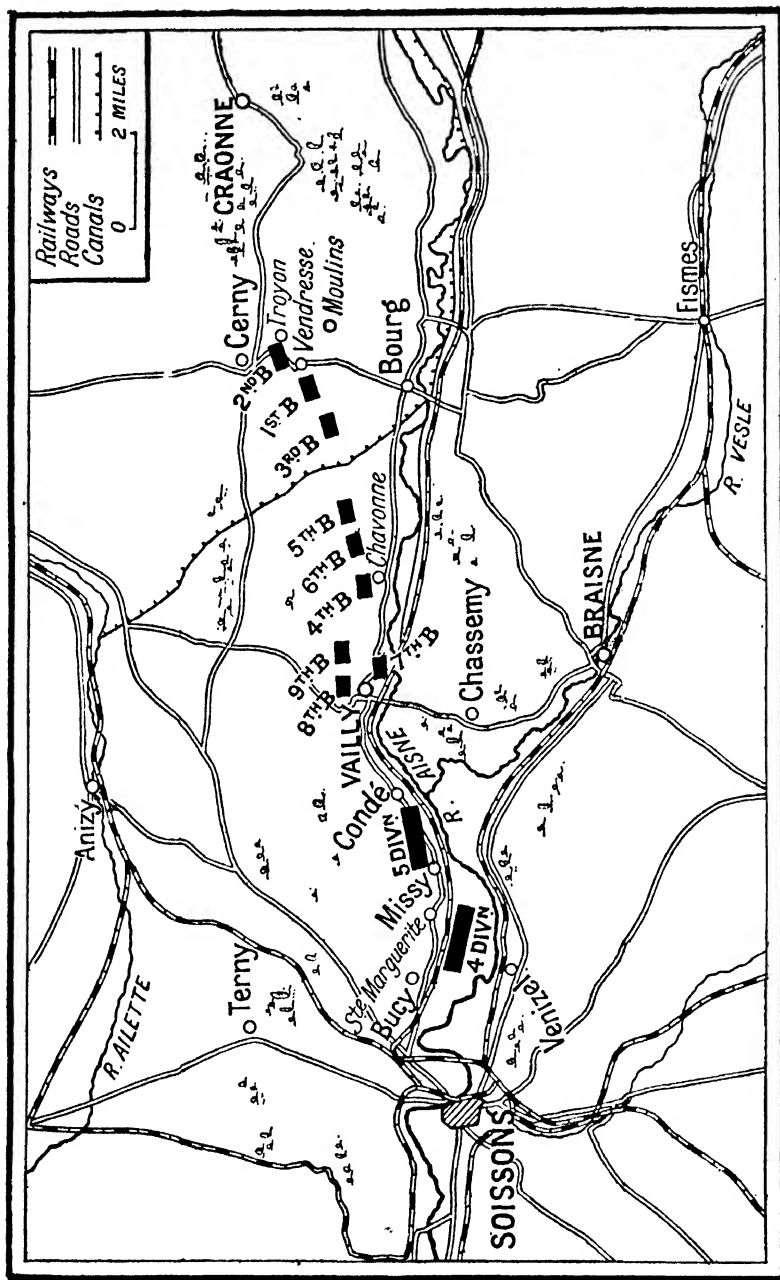 Railways
Roads
Canals
0 2 MILES
CRAONNE
Cerny
Troyon
Vendresse.
Moulins
2ND B
1ST B
3RD B
Bourg
Fismes
R. VESLE
5TH B
6TH B
4TH B
Chavonne
9TH B
8TH B
7TH B
VAILLY
Chassemy
BRAISNE
Anizy
R. AISNE
Condé
5 DIVN
Missy
Ste Marguerite
Bucy
4 DIVN
Venizel
Terny
R. AILETTE
SOISSONS